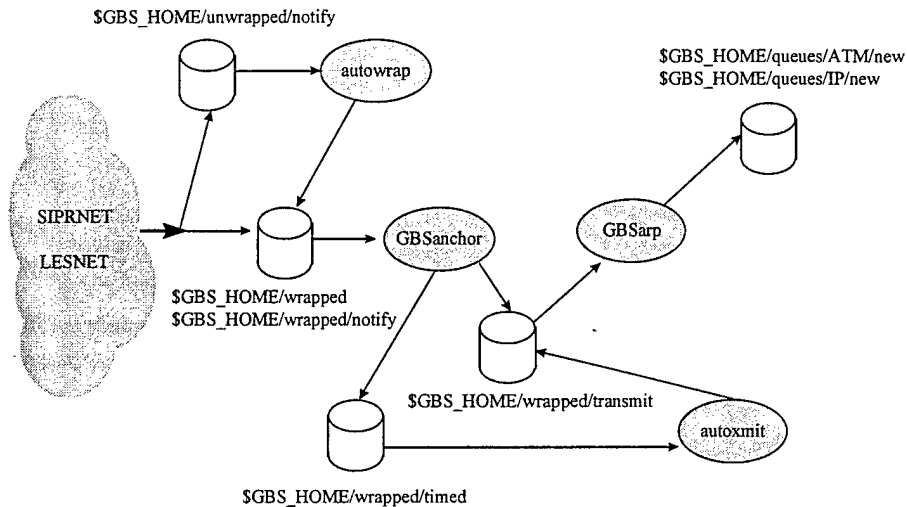 $GBS_HOME/unwrapped/notify
autowrap
$GBS_HOME/queues/ATM/new
$GBS_HOME/queues/IP/new
SIPRNET
LESNET
GBSanchor
GBSarp
$GBS_HOME/wrapped
$GBS_HOME/wrapped/notify
$GBS_HOME/wrapped/transmit
autoxmit
$GBS_HOME/wrapped/timed